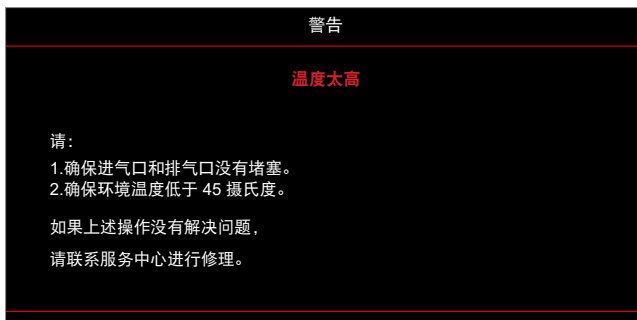 警告
温度太高
请：
1.确保进气口和排气口没有堵塞。
2.确保环境温度低于 45 摄氏度。
如果上述操作没有解决问题，
请联系服务中心进行修理。